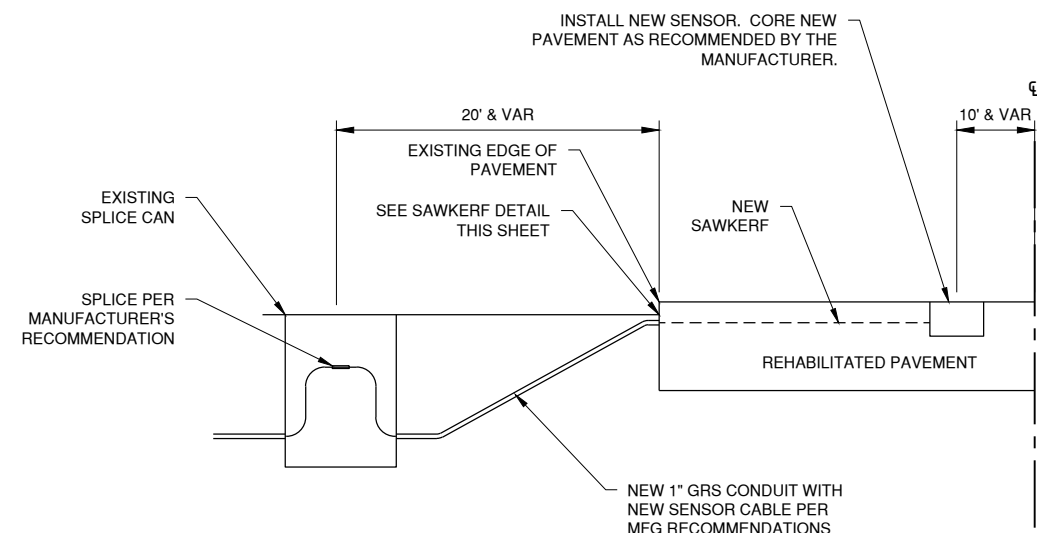 INSTALL NEW SENSOR. CORE NEW
PAVEMENT AS RECOMMENDED BY THE
MANUFACTURER.
℄
20' & VAR
10' & VAR
EXISTING EDGE OF
PAVEMENT
EXISTING
SPLICE CAN
SEE SAWKERF DETAIL
THIS SHEET
NEW
SAWKERF
SPLICE PER
MANUFACTURER'S
RECOMMENDATION
REHABILITATED PAVEMENT
NEW 1" GRS CONDUIT WITH
NEW SENSOR CABLE PER
MFG RECOMMENDATIONS